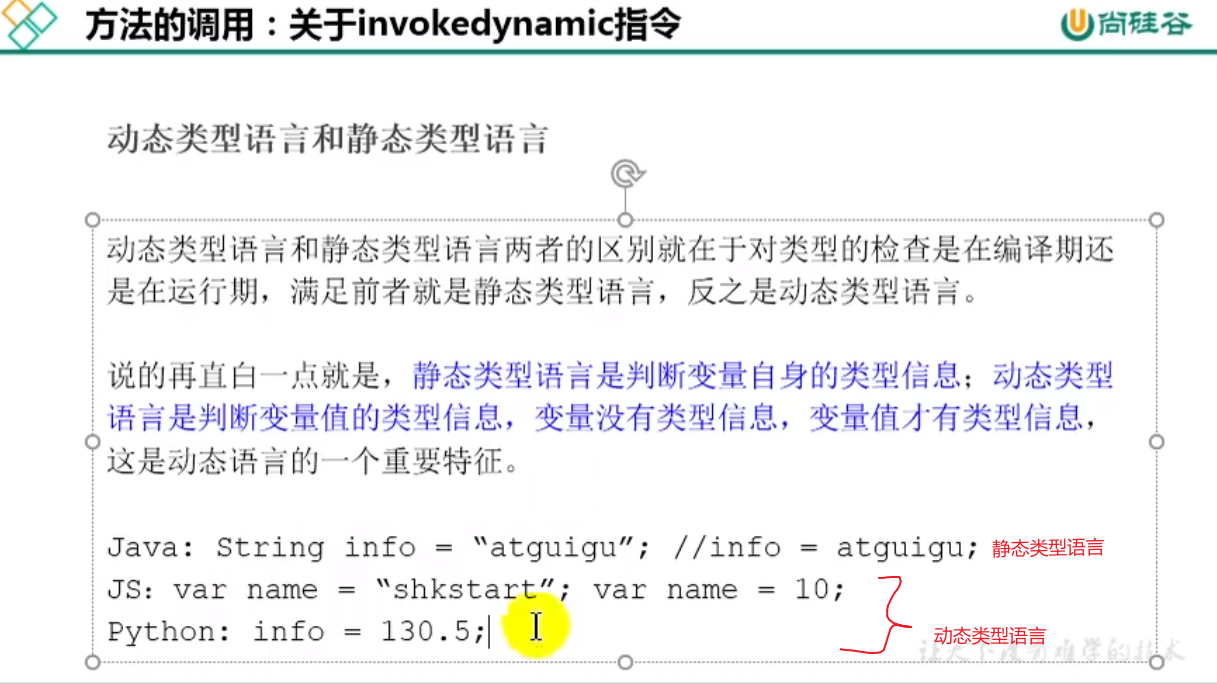 方法的调用：关于invokedynamic指令
尚硅谷
动态类型语言和静态类型语言
动态类型语言和静态类型语言两者的区别就在于对类型的检查是在编译期还
是在运行期，满足前者就是静态类型语言，反之是动态类型语言。
说的再直白一点就是，静态类型语言是判断变量自身的类型信息；动态类型
语言是判断变量值的类型信息，变量没有类型信息，变量值才有类型信息，
这是动态语言的一个重要特征。
Java: String info = “atguigu”; //info = atguigu; 静态类型语言
JS：var name = “shkstart”; var name = 10;
Python: info = 130.5;
动态类型语言
让天下没有难学的技术